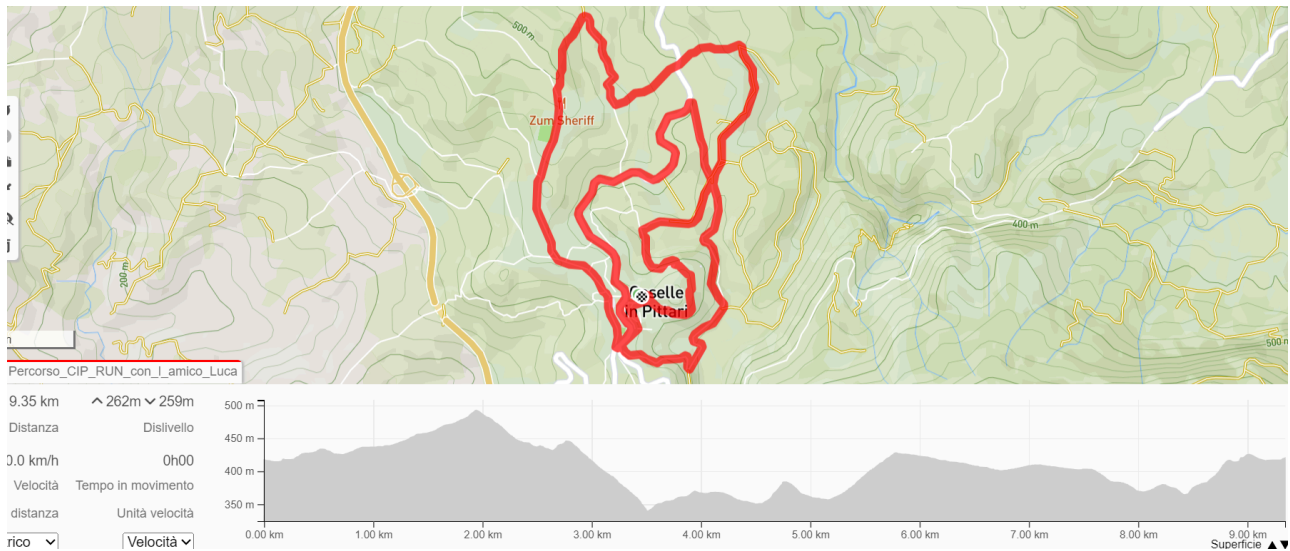 500 m
Zum Sheriff
400 m
200 m
Caselle
in Pittari
500 m
Percorso_CIP_RUN_con_l_amico_Luca
9.35 km 262m 259m
Distanza Dislivello
0.0 km/h 0h00
Velocità Tempo in movimento
distanza Unità velocità
Velocità
500 m
450 m
400 m
350 m
0.00 km 1.00 km 2.00 km 3.00 km 4.00 km 5.00 km 6.00 km 7.00 km 8.00 km 9.00 km
Superficie